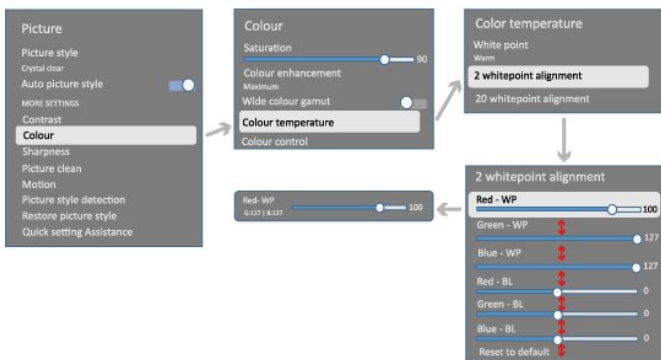 Picture
Picture style
Crystal clear
Auto picture style
MORE SETTINGS
Contrast
Colour
Sharpness
Picture clean
Motion
Picture style detection
Restore picture style
Quick setting Assistance
Colour
Saturation
90
Colour enhancement
Maximum
Wide colour gamut
Colour temperature
Colour control
Color temperature
White point
Warm
2 whitepoint alignment
20 whitepoint alignment
2 whitepoint alignment
Red - WP
100
Green - WP
127
Blue - WP
127
Red - BL
0
Green - BL
0
Blue - BL
0
Reset to default
Red- WP
100
G:127 | B:127